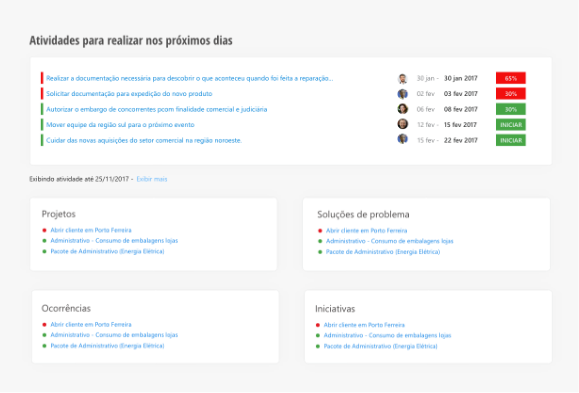 Atividades para realizar nos próximos dias
Realizar a documentação necessária para descobrir o que aconteceu quando foi feita a reparação... 30 jan - 30 jan 2017 65%
Solicitar documentação para expedição do novo produto 02 fev - 03 fev 2017 50%
Autorizar o embargo de concorrentes pcom finalidade comercial e judiciária 06 fev - 08 fev 2017 30%
Mover equipe da região sul para o próximo evento 12 fev - 15 fev 2017 INICIAR
Cuidar das novas aquisições do setor comercial na região noroeste. 15 fev - 22 fev 2017 INICIAR
Exibindo atividade até 25/11/2017 - Exibir mais
Projetos
Abrir cliente em Porto Ferreira
Administrativo - Consumo de embalagens lojas
Pacote de Administrativo (Energia Elétrica)
Soluções de problema
Abrir cliente em Porto Ferreira
Administrativo - Consumo de embalagens lojas
Pacote de Administrativo (Energia Elétrica)
Ocorrências
Abrir cliente em Porto Ferreira
Administrativo - Consumo de embalagens lojas
Pacote de Administrativo (Energia Elétrica)
Iniciativas
Abrir cliente em Porto Ferreira
Administrativo - Consumo de embalagens lojas
Pacote de Administrativo (Energia Elétrica)